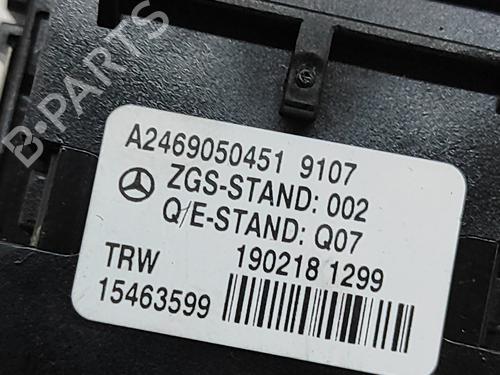 B-PARTS
A2469050451 9107
ZGS-STAND: 002
Q/E-STAND: Q07
TRW 190218 1299
15463599